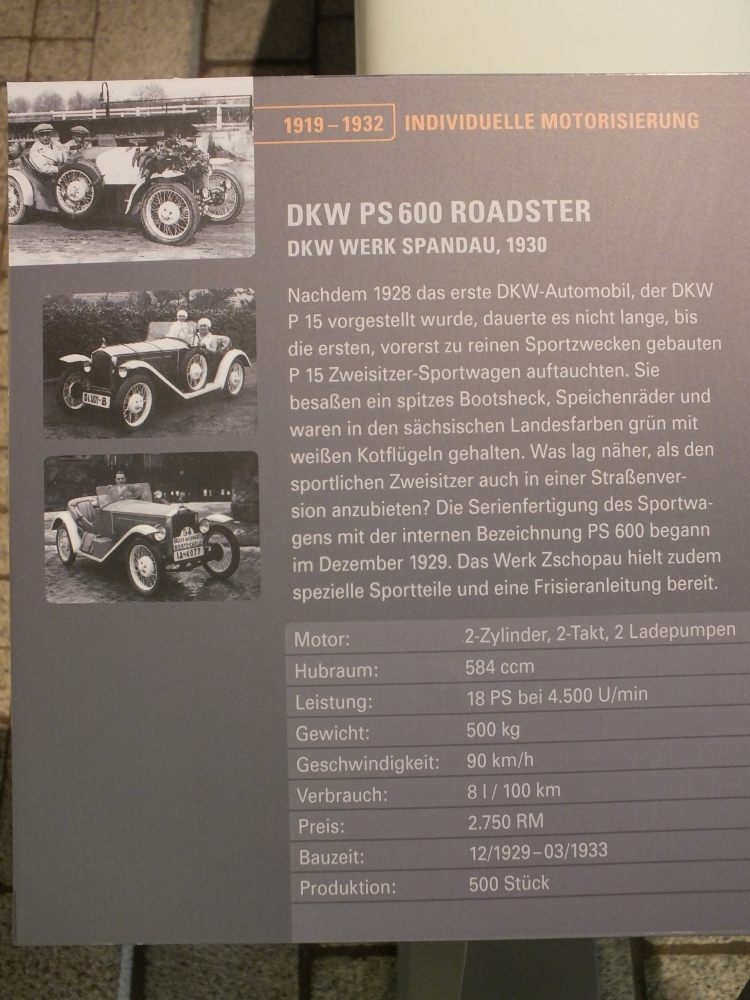 1919 – 1932 INDIVIDUELLE MOTORISIERUNG
DKW PS 600 ROADSTER
DKW WERK SPANDAU, 1930
Nachdem 1928 das erste DKW-Automobil, der DKW
P 15 vorgestellt wurde, dauerte es nicht lange, bis
die ersten, vorerst zu reinen Sportzwecken gebauten
P 15 Zweisitzer-Sportwagen auftauchten. Sie
besaßen ein spitzes Bootsheck, Speichenräder und
waren in den sächsischen Landesfarben grün mit
weißen Kotflügeln gehalten. Was lag näher, als den
sportlichen Zweisitzer auch in einer Straßenver-
sion anzubieten? Die Serienfertigung des Sportwa-
gens mit der internen Bezeichnung PS 600 begann
im Dezember 1929. Das Werk Zschopau hielt zudem
spezielle Sportteile und eine Frisieranleitung bereit.
Motor: 2-Zylinder, 2-Takt, 2 Ladepumpen
Hubraum: 584 ccm
Leistung: 18 PS bei 4.500 U/min
Gewicht: 500 kg
Geschwindigkeit: 90 km/h
Verbrauch: 8 l / 100 km
Preis: 2.750 RM
Bauzeit: 12/1929–03/1933
Produktion: 500 Stück